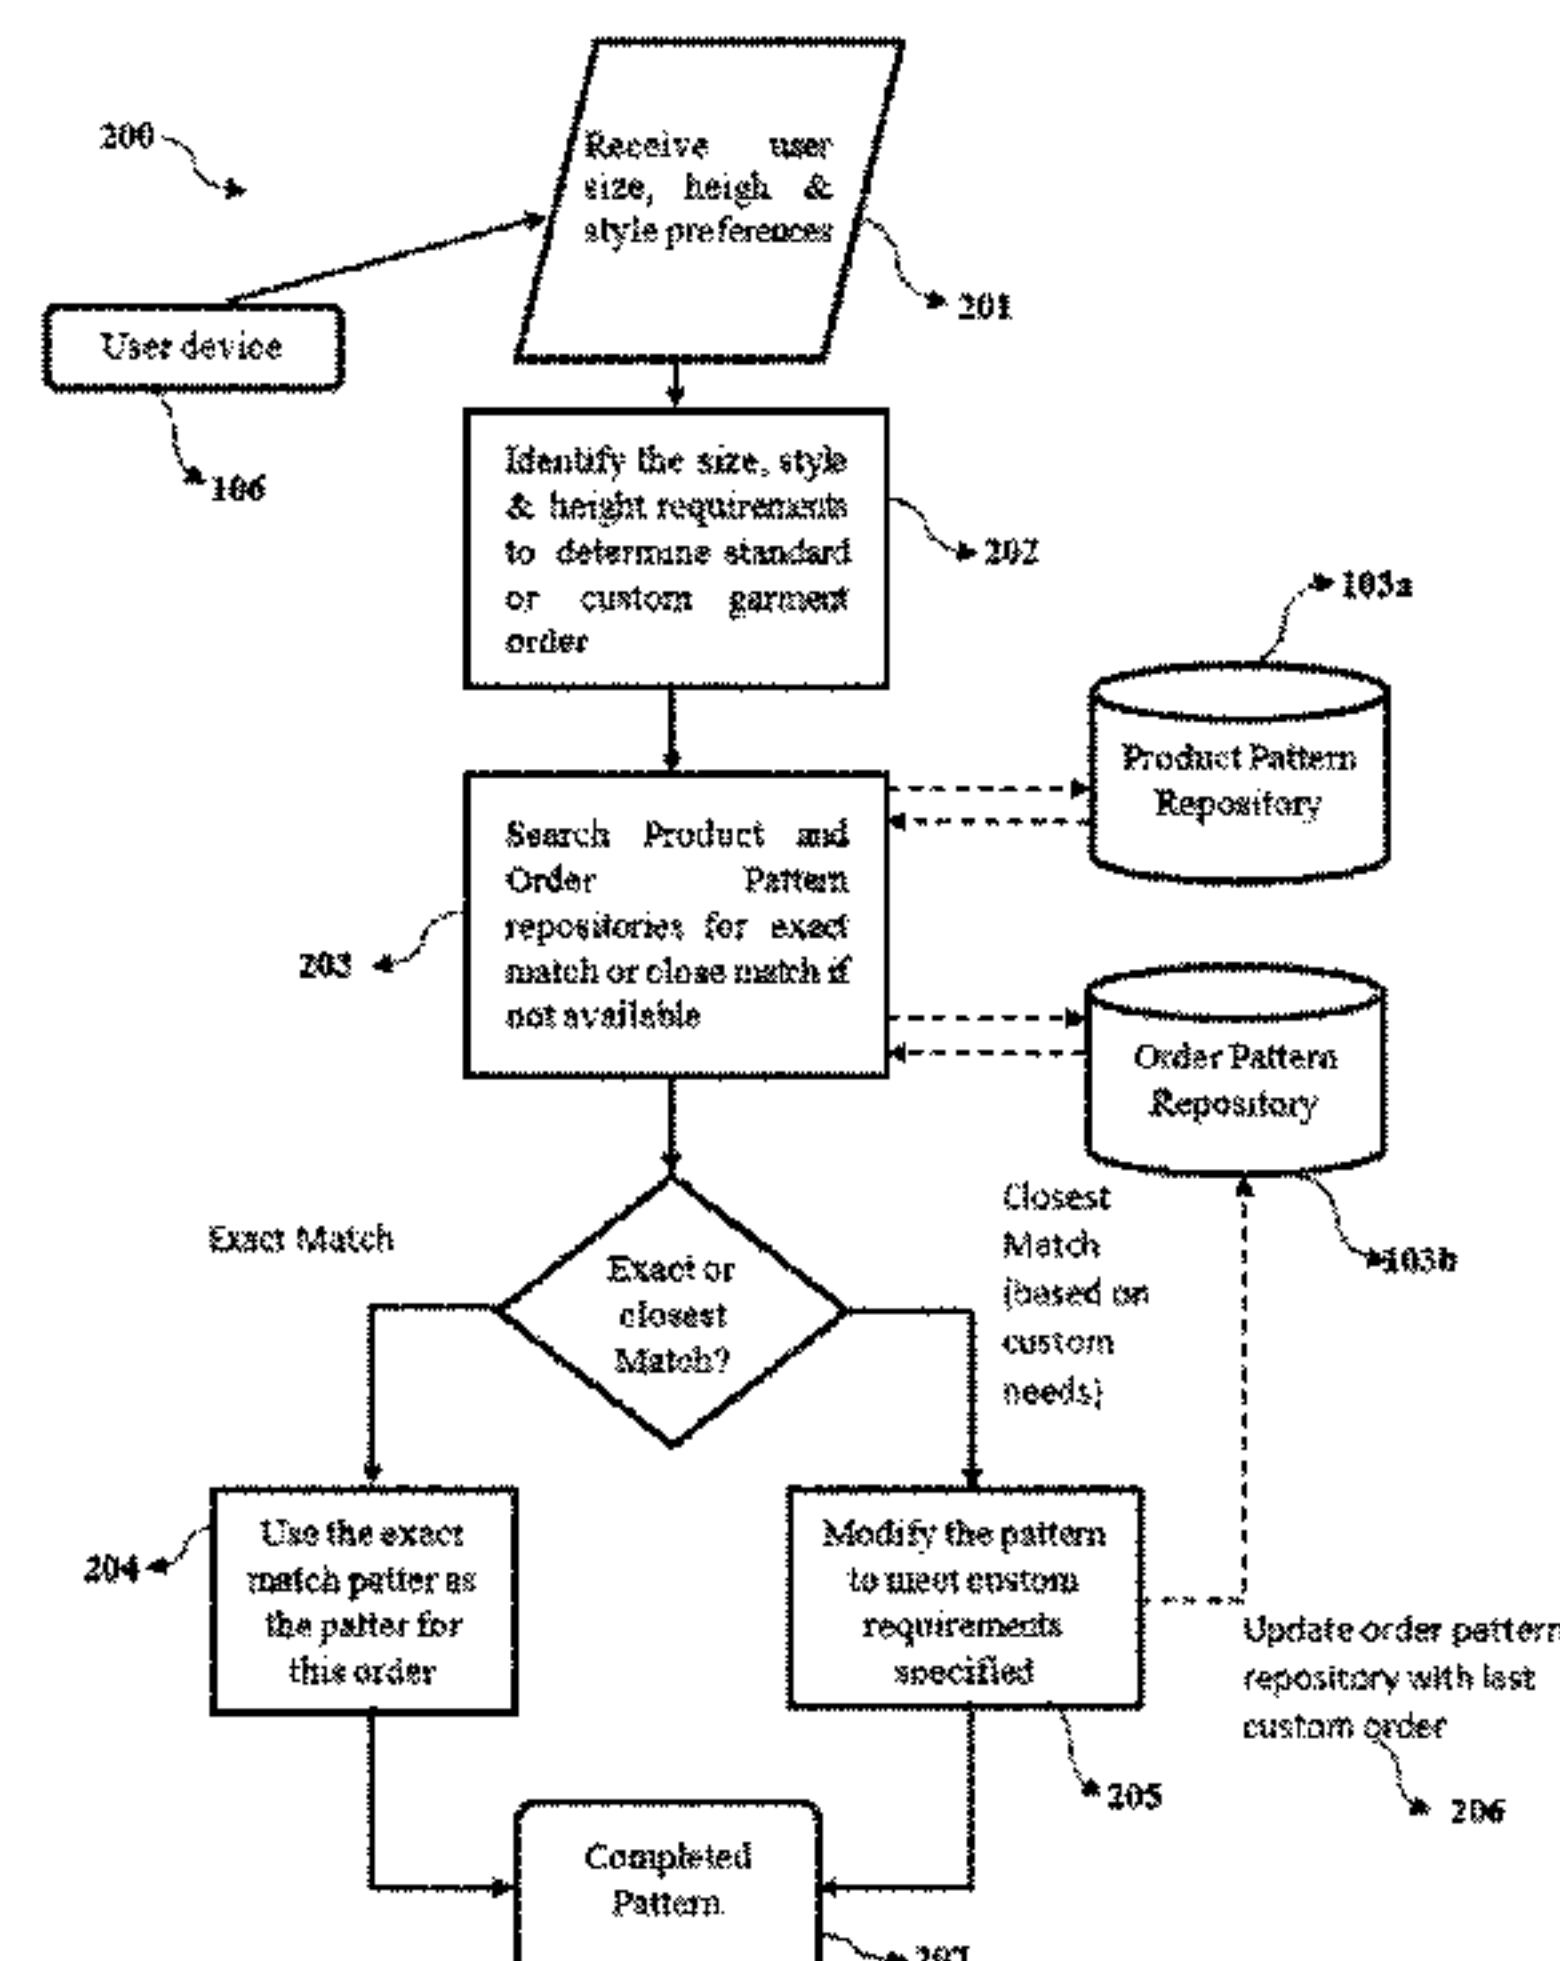 200
Receive user
size, heigh &
style preferences
201
User device
106
Identify the size, style
& height requirements
to determine standard
or custom garment
order
202
103a
Product Pattern
Repository
Search Product and
Order Pattern
repositories for exact
match or close match if
not available
203
Order Pattern
Repository
103b
Exact Match
Exact or
closest
Match?
Closest
Match
(based on
custom
needs)
Use the exact
match patter as
the patter for
this order
204
Modify the pattern
to meet custom
requirements
specified
205
Update order pattern
repository with last
custom order
206
Completed
Pattern
207